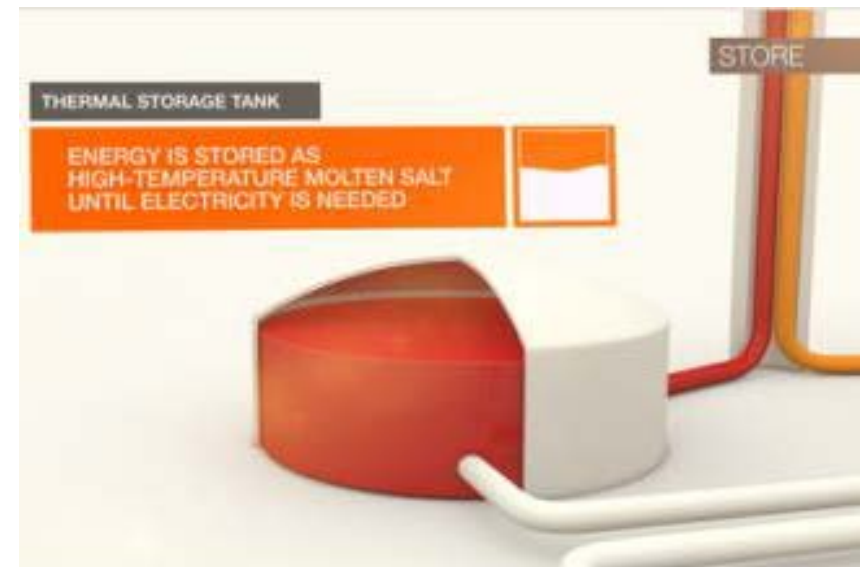 STORE
THERMAL STORAGE TANK
ENERGY IS STORED AS
HIGH-TEMPERATURE MOLTEN SALT
UNTIL ELECTRICITY IS NEEDED